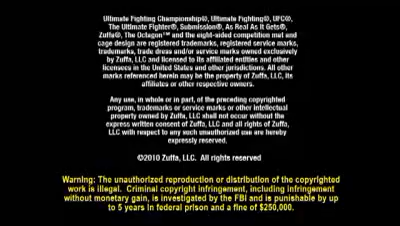 Ultimate Fighting Championship®, Ultimate Fighting®, UFC®,
The Ultimate Fighter®, Submission®, As Real As It Gets®,
Zuffa®, The Octagon™ and the eight-sided competition mat and
cage design are registered trademarks, registered service marks,
trademarks, trade dress and/or service marks owned exclusively
by Zuffa, LLC and licensed to its affiliated entities and other
licensees in the United States and other jurisdictions. All other
marks referenced herein may be the property of Zuffa, LLC, its
affiliates or other respective owners.
Any use, in whole or in part, of the preceding copyrighted
program, trademarks or service marks or other intellectual
property owned by Zuffa, LLC shall not occur without the
express written consent of Zuffa, LLC and all rights of Zuffa,
LLC with respect to any such unauthorized use are hereby
expressly reserved.
©2010 Zuffa, LLC. All rights reserved
Warning: The unauthorized reproduction or distribution of the copyrighted
work is illegal. Criminal copyright infringement, including infringement
without monetary gain, is investigated by the FBI and is punishable by up
to 5 years in federal prison and a fine of $250,000.